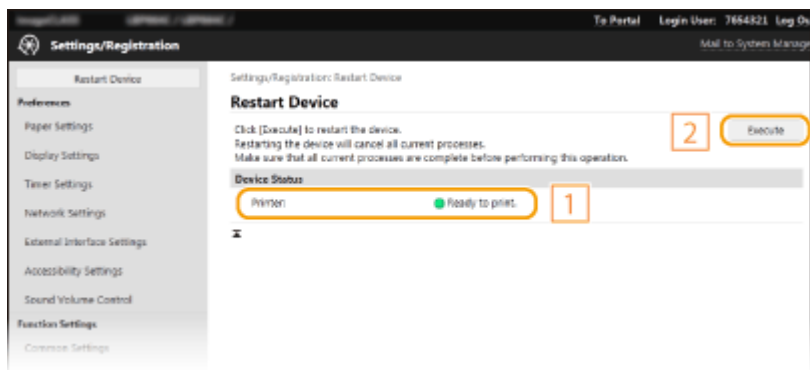 To Portal Login User: 7654321 Log Ou
Settings/Registration
Mail to System Manage
Restart Device
Settings/Registration: Restart Device
Preferences
Restart Device
Paper Settings
Click [Execute] to restart the device.
2
Execute
Restarting the device will cancel all current processes.
Display Settings
Make sure that all current processes are complete before performing this operation.
Device Status
Timer Settings
Printer:
Ready to print.
1
Network Settings
External Interface Settings
Accessibility Settings
Sound Volume Control
Function Settings
Common Settings